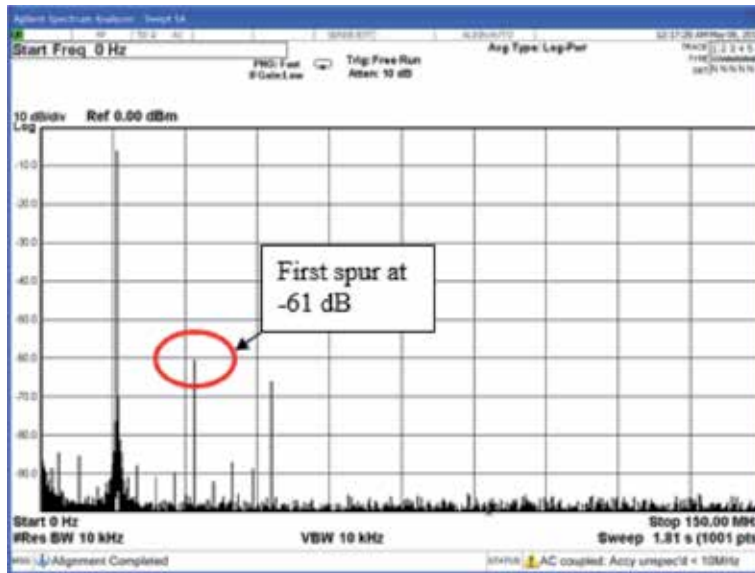 Agilent Spectrum Analyzer - Swept SA
Start Freq 0 Hz
PNO: Fast
IFGain:Low
Trig: Free Run
Atten: 10 dB
Avg Type: Log-Pwr
10 dB/div
Ref 0.00 dBm
Log
-10.0
-20.0
-30.0
-40.0
First spur at
-61 dB
-50.0
-60.0
-70.0
-80.0
-90.0
Start 0 Hz
Stop 150.00 MH
#Res BW 10 kHz
VBW 10 kHz
Sweep 1.81 s (1001 pts
MSG
Alignment Completed
STATUS
AC coupled: Accy unspec'd < 10MHz